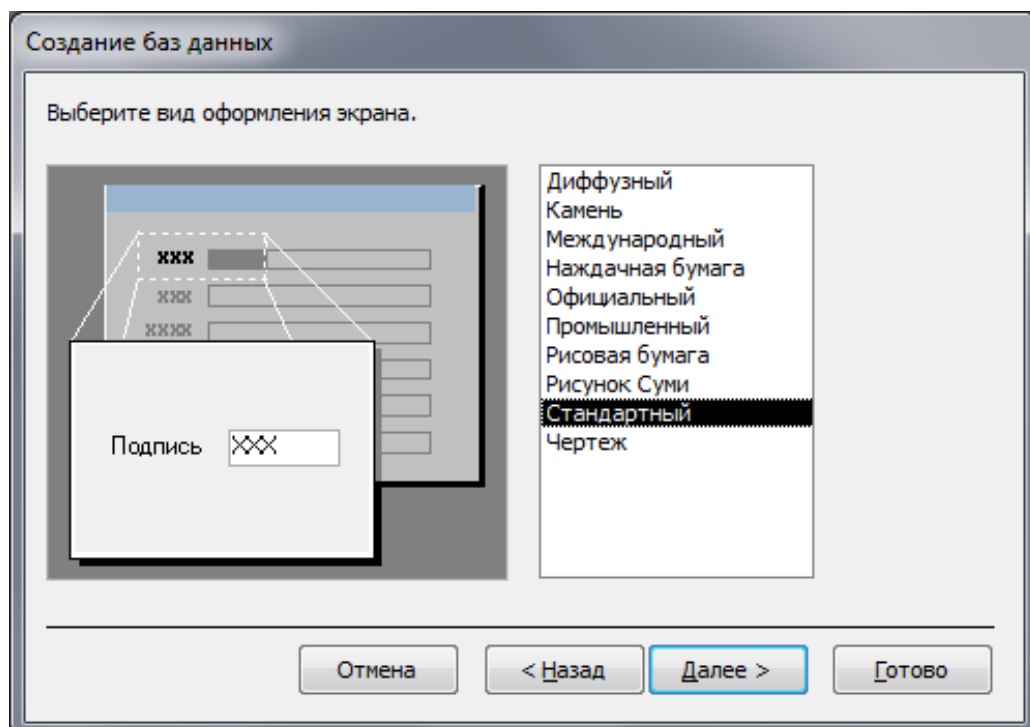 Создание баз данных
Выберите вид оформления экрана.
xxx
xxx
xxxx
Подпись XXX
Диффузный
Камень
Международный
Наждачная бумага
Официальный
Промышленный
Рисовая бумага
Рисунок Суми
Стандартный
Чертеж
Отмена
< Назад
Далее >
Готово